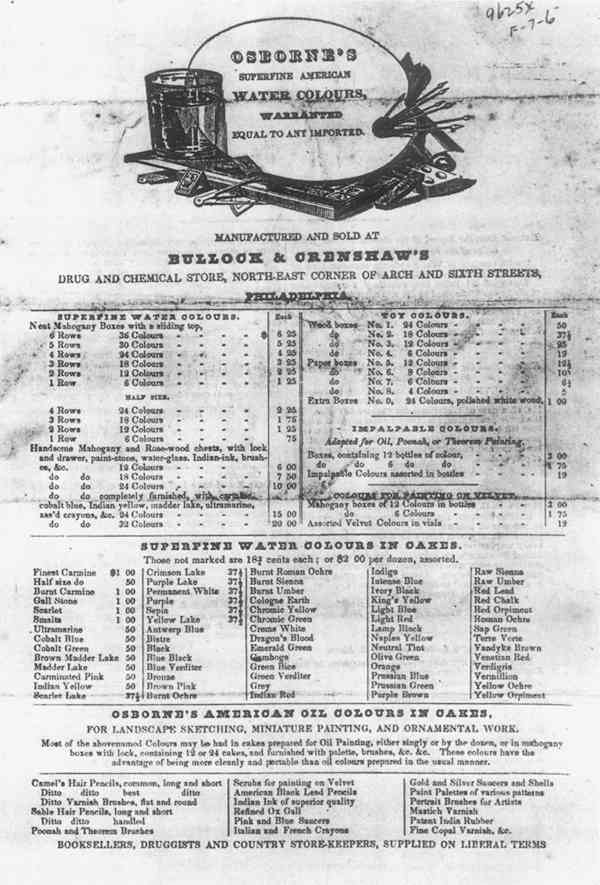 9625X
F-7-6
OSBORNE'S
SUPERFINE AMERICAN
WATER COLOURS,
WARRANTED
EQUAL TO ANY IMPORTED.
MANUFACTURED AND SOLD AT
BULLOCK & CRENSHAW'S
DRUG AND CHEMICAL STORE, NORTH-EAST CORNER OF ARCH AND SIXTH STREETS,
PHILADELPHIA.
SUPERFINE WATER COLOURS. Each
Neat Mahogany Boxes with a sliding top,
6 Rows 36 Colours - - - - $ 6 25
5 Rows 30 Colours - - - - 5 25
4 Rows 24 Colours - - - - 4 25
3 Rows 18 Colours - - - - 3 25
2 Rows 12 Colours - - - - 2 25
1 Row 6 Colours - - - - 1 25
HALF SIZE.
4 Rows 24 Colours - - - - 2 25
3 Rows 18 Colours - - - - 1 75
2 Rows 12 Colours - - - - 1 25
1 Row 6 Colours - - - - 75
Handsome Mahogany and Rose-wood chests, with lock
and drawer, paint-stones, water-glass, Indian-ink, brush-
es, &c. 12 Colours - - - - 6 00
do do 18 Colours - - - - 7 50
do do 24 Colours - - - - 10 00
do do completely furnished, with carmine,
cobalt blue, Indian yellow, madder lake, ultramarine,
ass'd crayons, &c. 24 Colours - - - 15 00
do do 32 Colours - - - 20 00
TOY COLOURS. Each
Wood boxes No. 1. 24 Colours - - - - 50
do No. 2. 18 Colours - - - - 37½
do No. 3. 12 Colours - - - - 25
do No. 4. 6 Colours - - - - 19
Paper boxes No. 5. 12 Colours - - - - 12½
do No. 6. 8 Colours - - - - 10½
do No. 7. 6 Colours - - - - 6¼
do No. 8. 4 Colours - - - - 5
Extra Boxes No. 0, 24 Colours, polished white wood, 1 00
IMPALPABLE COLOURS.
Adapted for Oil, Poonah, or Theorem Painting.
Boxes, containing 12 bottles of colour, - - 3 00
do do 6 do do - - 1 75
Impalpable Colours assorted in bottles - - 19
COLOURS FOR PAINTING ON VELVET.
Mahogany boxes of 12 Colours in bottles - - 3 00
do 6 Colours - - 1 75
Assorted Velvet Colours in vials - - 19
SUPERFINE WATER COLOURS IN CAKES.
Those not marked are 18¾ cents each; or $2 00 per dozen, assorted.
Finest Carmine $1 00
Half size do 50
Burnt Carmine 1 00
Gall Stone 1 00
Scarlet 1 00
Smalts 1 00
Ultramarine 50
Cobalt Blue 50
Cobalt Green 50
Brown Madder Lake 50
Madder Lake 50
Carminated Pink 50
Indian Yellow 50
Scarlet Lake 37½
Crimson Lake 37½
Purple Lake 37½
Permanent White 37½
Purple 37½
Sepia 37½
Yellow Lake 37½
Antwerp Blue
Bistre
Black
Blue Black
Blue Verditer
Bronze
Brown Pink
Burnt Ochre
Burnt Roman Ochre
Burnt Sienna
Burnt Umber
Cologne Earth
Chromic Yellow
Chromic Green
Creme White
Dragon's Blood
Emerald Green
Gamboge
Green Bice
Green Verditer
Grey
Indian Red
Indigo
Intense Blue
Ivory Black
King's Yellow
Light Blue
Light Red
Lamp Black
Naples Yellow
Neutral Tint
Olive Green
Orange
Prussian Blue
Prussian Green
Purple Brown
Raw Sienna
Raw Umber
Red Lead
Red Chalk
Red Orpiment
Roman Ochre
Sap Green
Terre Verte
Vandyke Brown
Venetian Red
Verdigris
Vermillion
Yellow Ochre
Yellow Orpiment
OSBORNE'S AMERICAN OIL COLOURS IN CAKES,
FOR LANDSCAPE SKETCHING, MINIATURE PAINTING, AND ORNAMENTAL WORK.
Most of the abovenamed Colours may be had in cakes prepared for Oil Painting, either singly or by the dozen, or in mahogany
boxes with lock, containing 12 or 24 cakes, and furnished with palette, brushes, &c. &c. These colours have the
advantage of being more cleanly and portable than oil colours prepared in the usual manner.
Camel's Hair Pencils, common, long and short
Ditto ditto best ditto
Ditto Varnish Brushes, flat and round
Sable Hair Pencils, long and short
Ditto ditto handled
Poonah and Theorem Brushes
Scrubs for painting on Velvet
American Black Lead Pencils
Indian Ink of superior quality
Refined Ox Gall
Pink and Blue Saucers
Italian and French Crayons
Gold and Silver Saucers and Shells
Paint Palettes of various patterns
Portrait Brushes for Artists
Mastich Varnish
Patent India Rubber
Fine Copal Varnish, &c.
BOOKSELLERS, DRUGGISTS AND COUNTRY STORE-KEEPERS, SUPPLIED ON LIBERAL TERMS